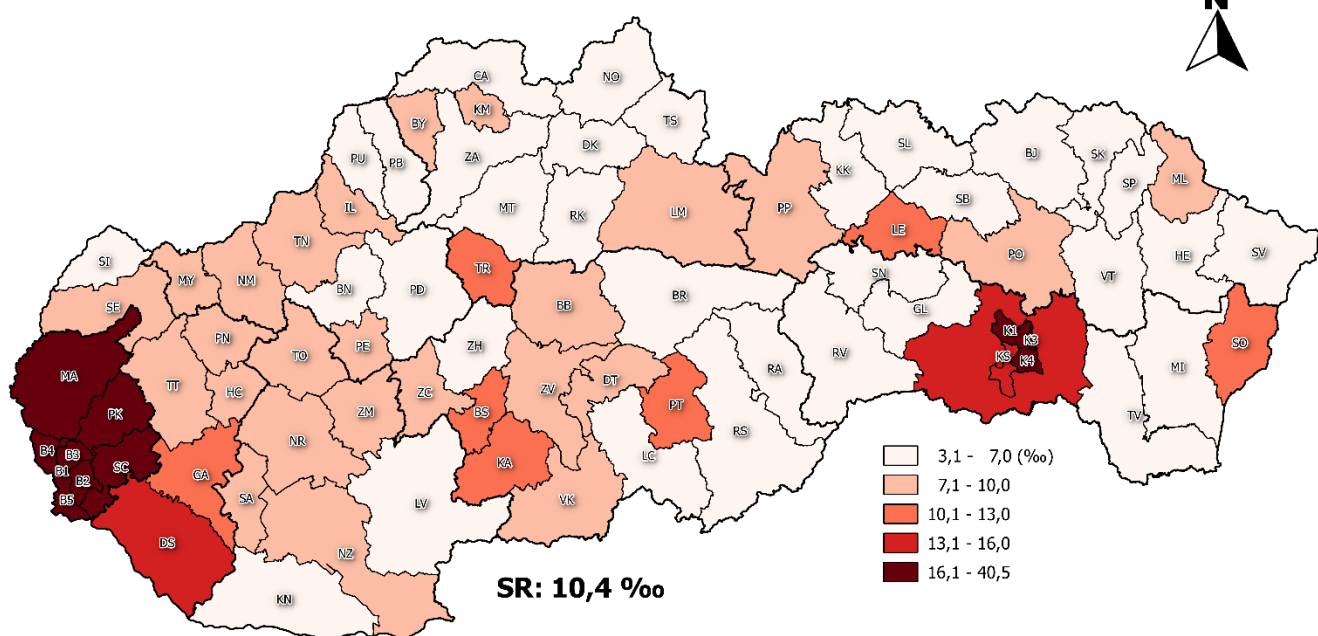 N
CA
NO
KM
BY
TS
DK
ZA
PU
PB
SL
KK
BJ
SK
SP
ML
SB
IL
MT
RK
LM
PP
LE
TN
PO
HE
SV
VT
SI
TR
SN
MY
NM
BN
PD
BR
GL
SE
BB
K1
K3
PN
PE
ZH
SO
TO
RV
KS
K4
MI
MA
TT
HC
ZC
ZV
DT
RA
PK
ZM
BS
PT
TV
B4
B3
NR
RS
B1
SC
LC
B2
GA
KA
B5
SA
LV
VK
DS
NZ
KN
3,1 - 7,0 (‰)
7,1 - 10,0
10,1 - 13,0
13,1 - 16,0
16,1 - 40,5
SR: 10,4 ‰